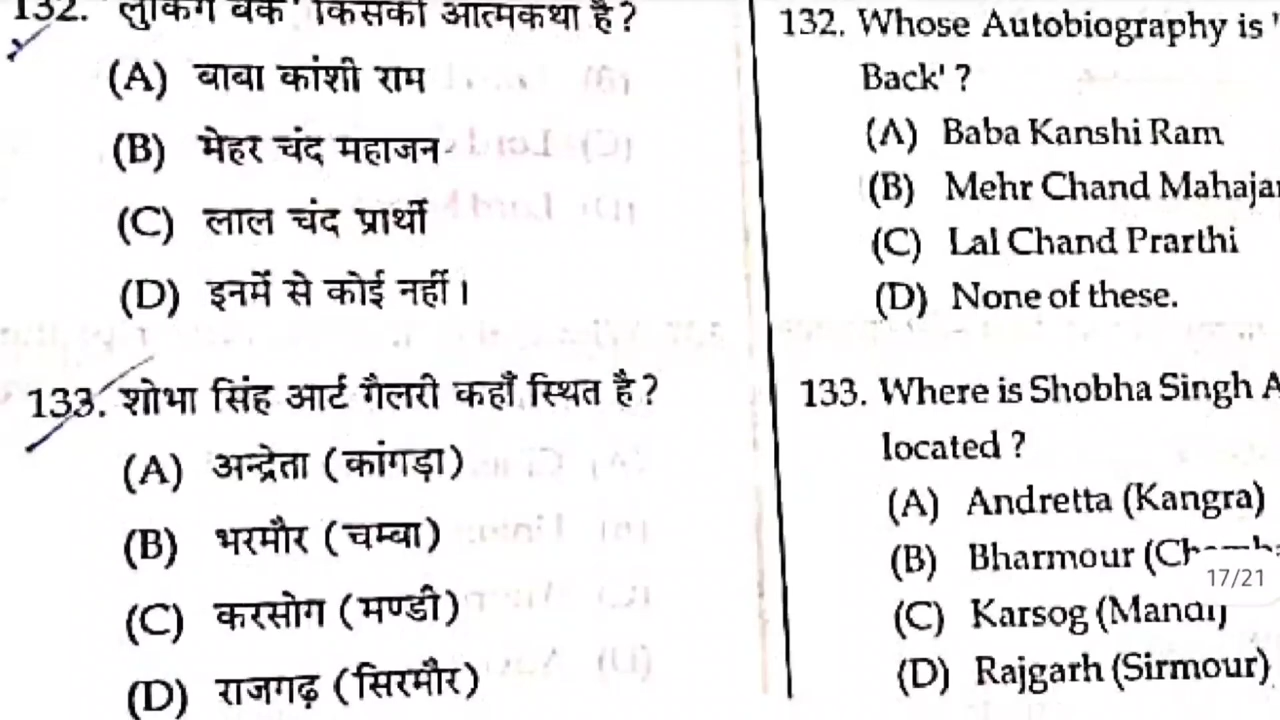 132. लुकिंग बैक' किसकी आत्मकथा है?
(A) बाबा कांशी राम
(B) मेहर चंद महाजन
(C) लाल चंद प्रार्थी
(D) इनमें से कोई नहीं।
133. शोभा सिंह आर्ट गैलरी कहाँ स्थित है?
(A) अन्द्रेता (कांगड़ा)
(B) भरमौर (चम्बा)
(C) करसोग (मण्डी)
(D) राजगढ़ (सिरमौर)
132. Whose Autobiography is '
Back' ?
(A) Baba Kanshi Ram
(B) Mehr Chand
(C) Lal Chand Prarthi
(D) None of these.
133. Where is Shobha Singh
located ?
(A) Andretta (Kangra)
(B) Bharmour
(C) Karsog (Mandi)
(D) Rajgarh (Sirmour)
17/21